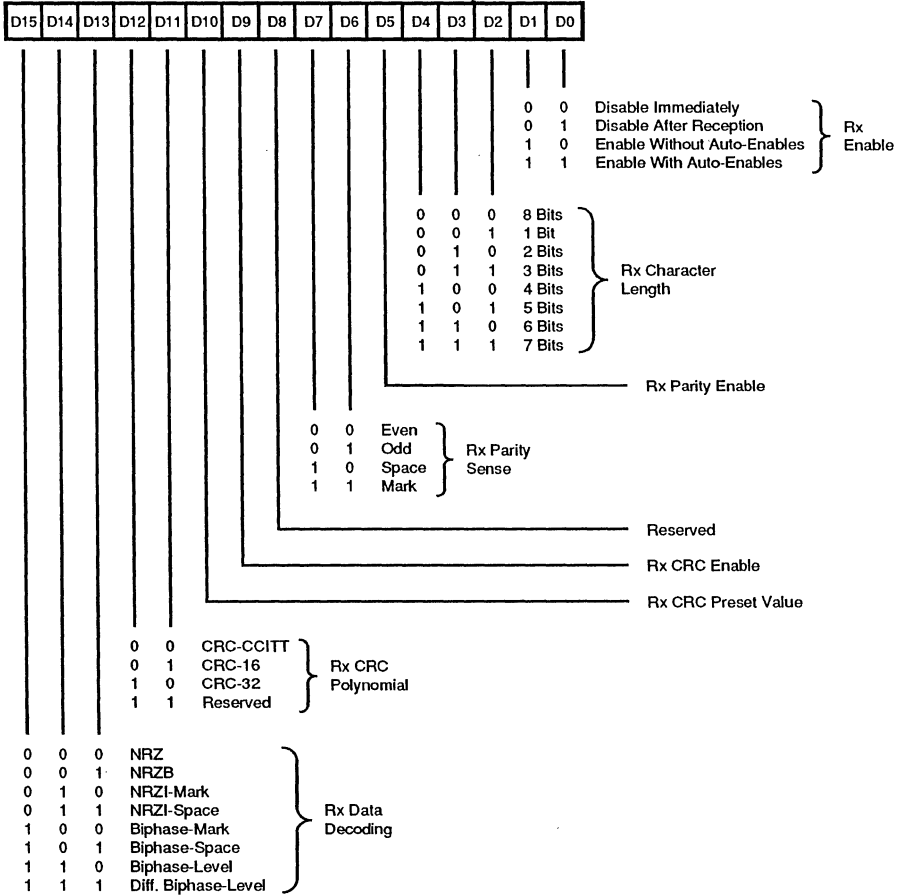 D15 D14 D13 D12 D11 D10 D9 D8 D7 D6 D5 D4 D3 D2 D1 D0
0 0 Disable Immediately
0 1 Disable After Reception
1 0 Enable Without Auto-Enables
1 1 Enable With Auto-Enables
Rx
Enable
0 0 0 8 Bits
0 0 1 1 Bit
0 1 0 2 Bits
0 1 1 3 Bits
1 0 0 4 Bits
1 0 1 5 Bits
1 1 0 6 Bits
1 1 1 7 Bits
Rx Character
Length
Rx Parity Enable
0 0 Even
0 1 Odd
1 0 Space
1 1 Mark
Rx Parity
Sense
Reserved
Rx CRC Enable
Rx CRC Preset Value
0 0 CRC-CCITT
0 1 CRC-16
1 0 CRC-32
1 1 Reserved
Rx CRC
Polynomial
0 0 0 NRZ
0 0 1 NRZB
0 1 0 NRZI-Mark
0 1 1 NRZI-Space
1 0 0 Biphase-Mark
1 0 1 Biphase-Space
1 1 0 Biphase-Level
1 1 1 Diff. Biphase-Level
Rx Data
Decoding